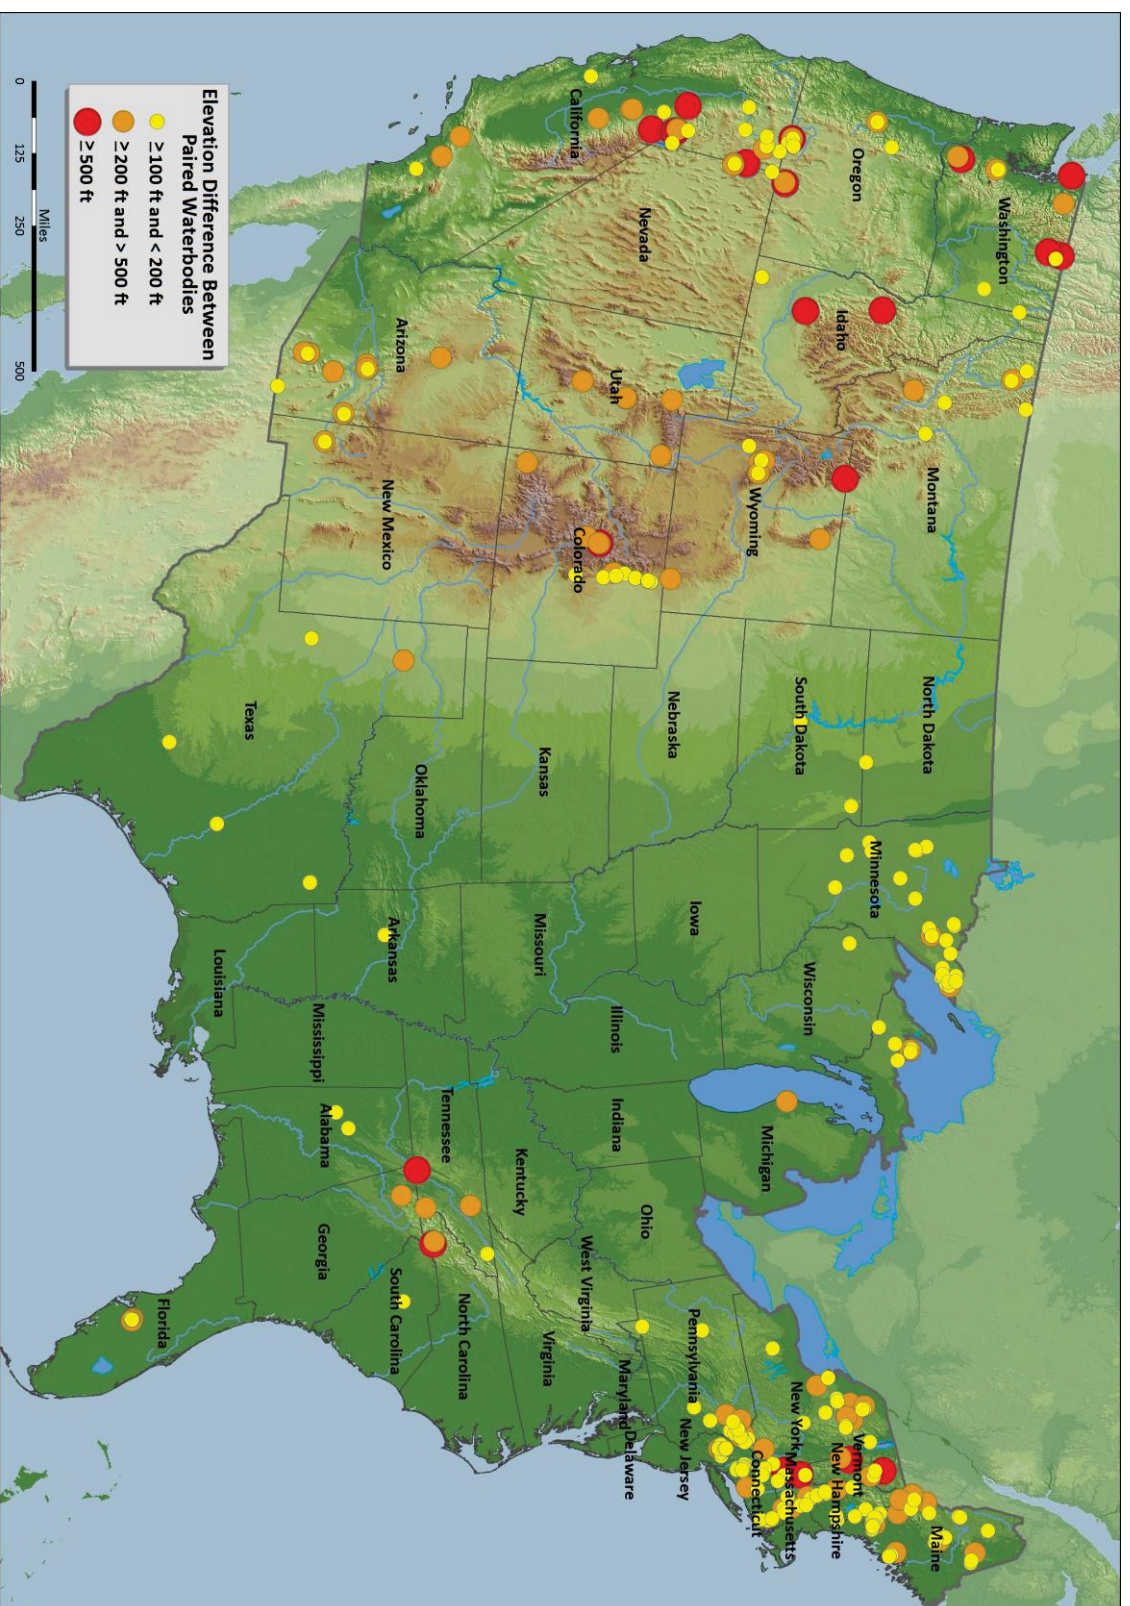 Washington
Oregon
California
Nevada
Idaho
Montana
Wyoming
Utah
Colorado
Arizona
New Mexico
North Dakota
South Dakota
Nebraska
Kansas
Oklahoma
Texas
Minnesota
Iowa
Missouri
Arkansas
Louisiana
Wisconsin
Illinois
Mississippi
Michigan
Indiana
Kentucky
Tennessee
Alabama
Ohio
West Virginia
Georgia
Florida
South Carolina
North Carolina
Virginia
Pennsylvania
Maryland
Delaware
New Jersey
New York
Connecticut
Massachusetts
Vermont
New Hampshire
Maine
Elevation Difference Between
Paired Waterbodies
≥100 ft and < 200 ft
≥200 ft and > 500 ft
≥500 ft
0 125 250 500
Miles